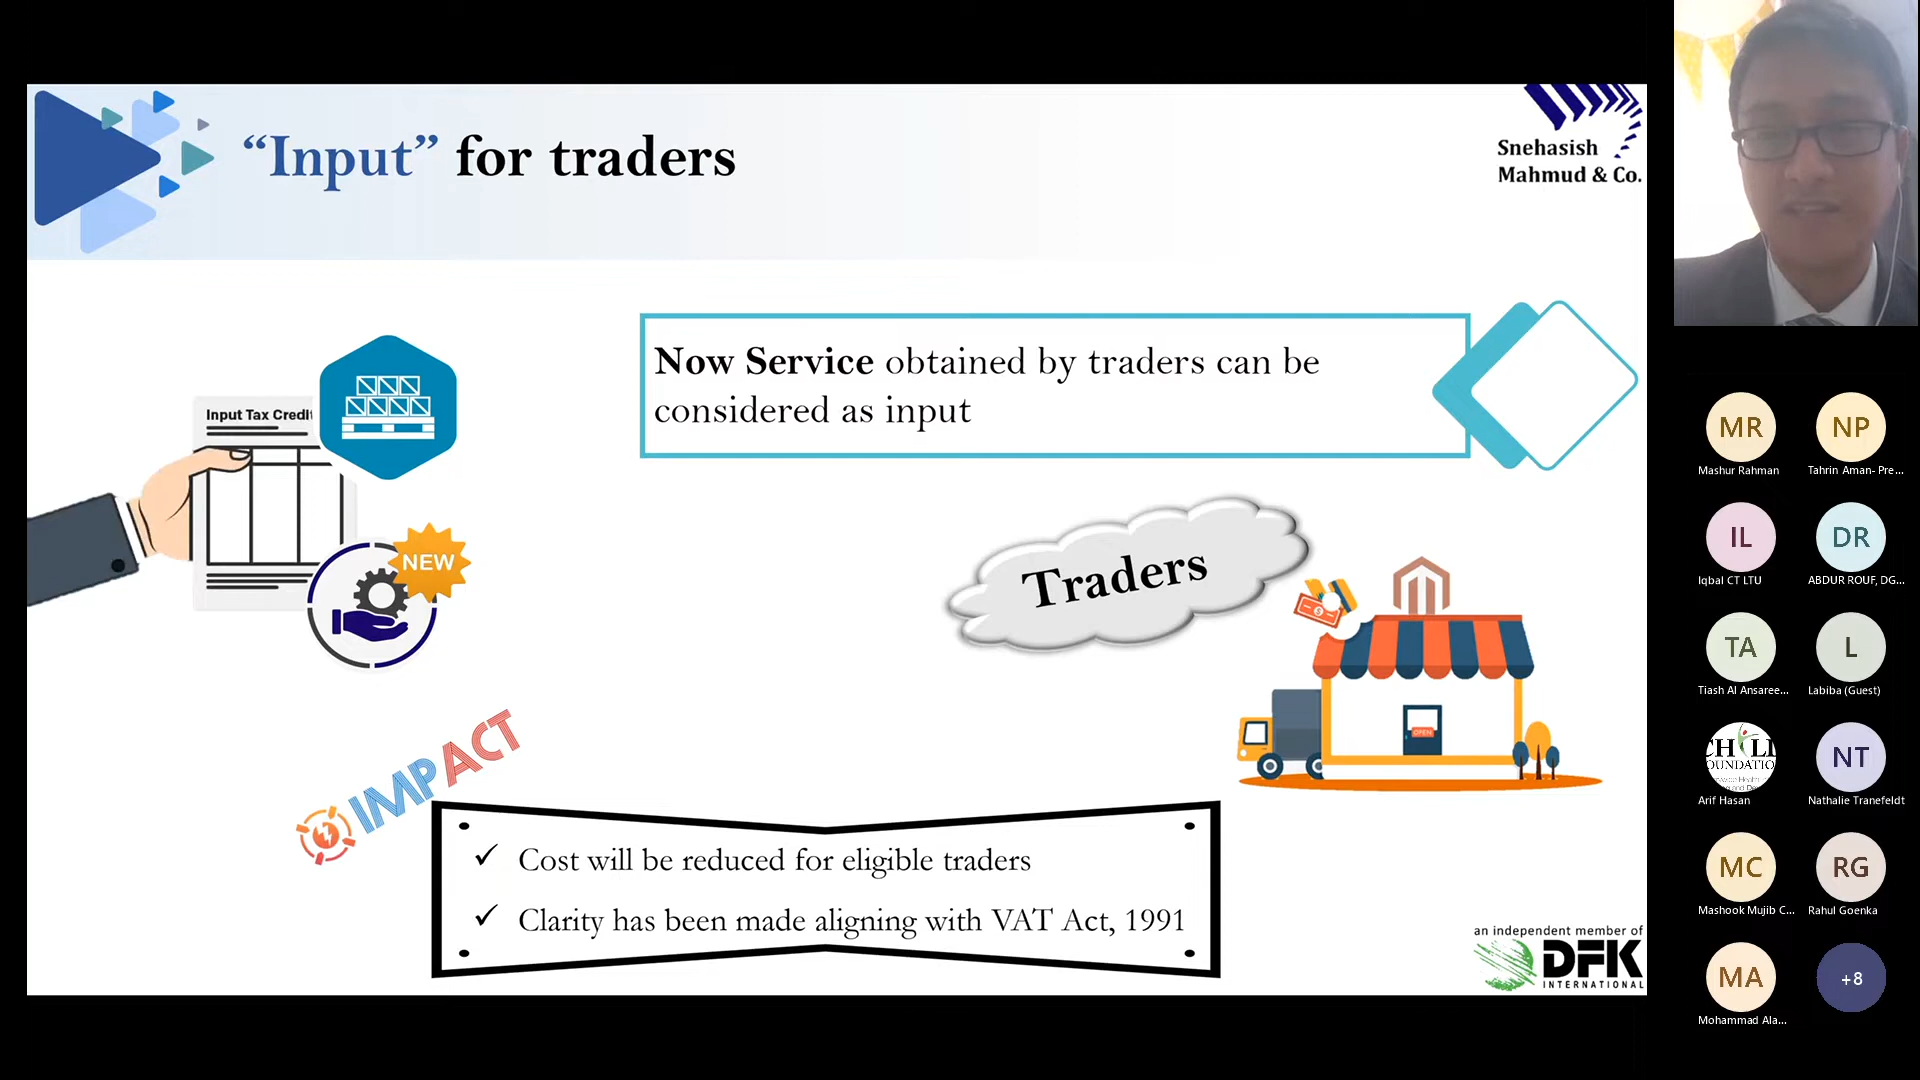 “Input” for traders
Snehasish
Mahmud & Co.
Now Service obtained by traders can be
considered as input
Input Tax Credit
NEW
Traders
OPEN
IMPACT
✓ Cost will be reduced for eligible traders
✓ Clarity has been made aligning with VAT Act, 1991
an independent member of
DFK
INTERNATIONAL
MR
Mashur Rahman
NP
Tahrin Aman- Pre...
IL
Iqbal CT LTU
DR
ABDUR ROUF, DG...
TA
Tiash Al Ansaree...
L
Labiba (Guest)
Arif Hasan
NT
Nathalie Tranefeldt
MC
Mashook Mujib C...
RG
Rahul Goenka
MA
Mohammad Ala...
+8